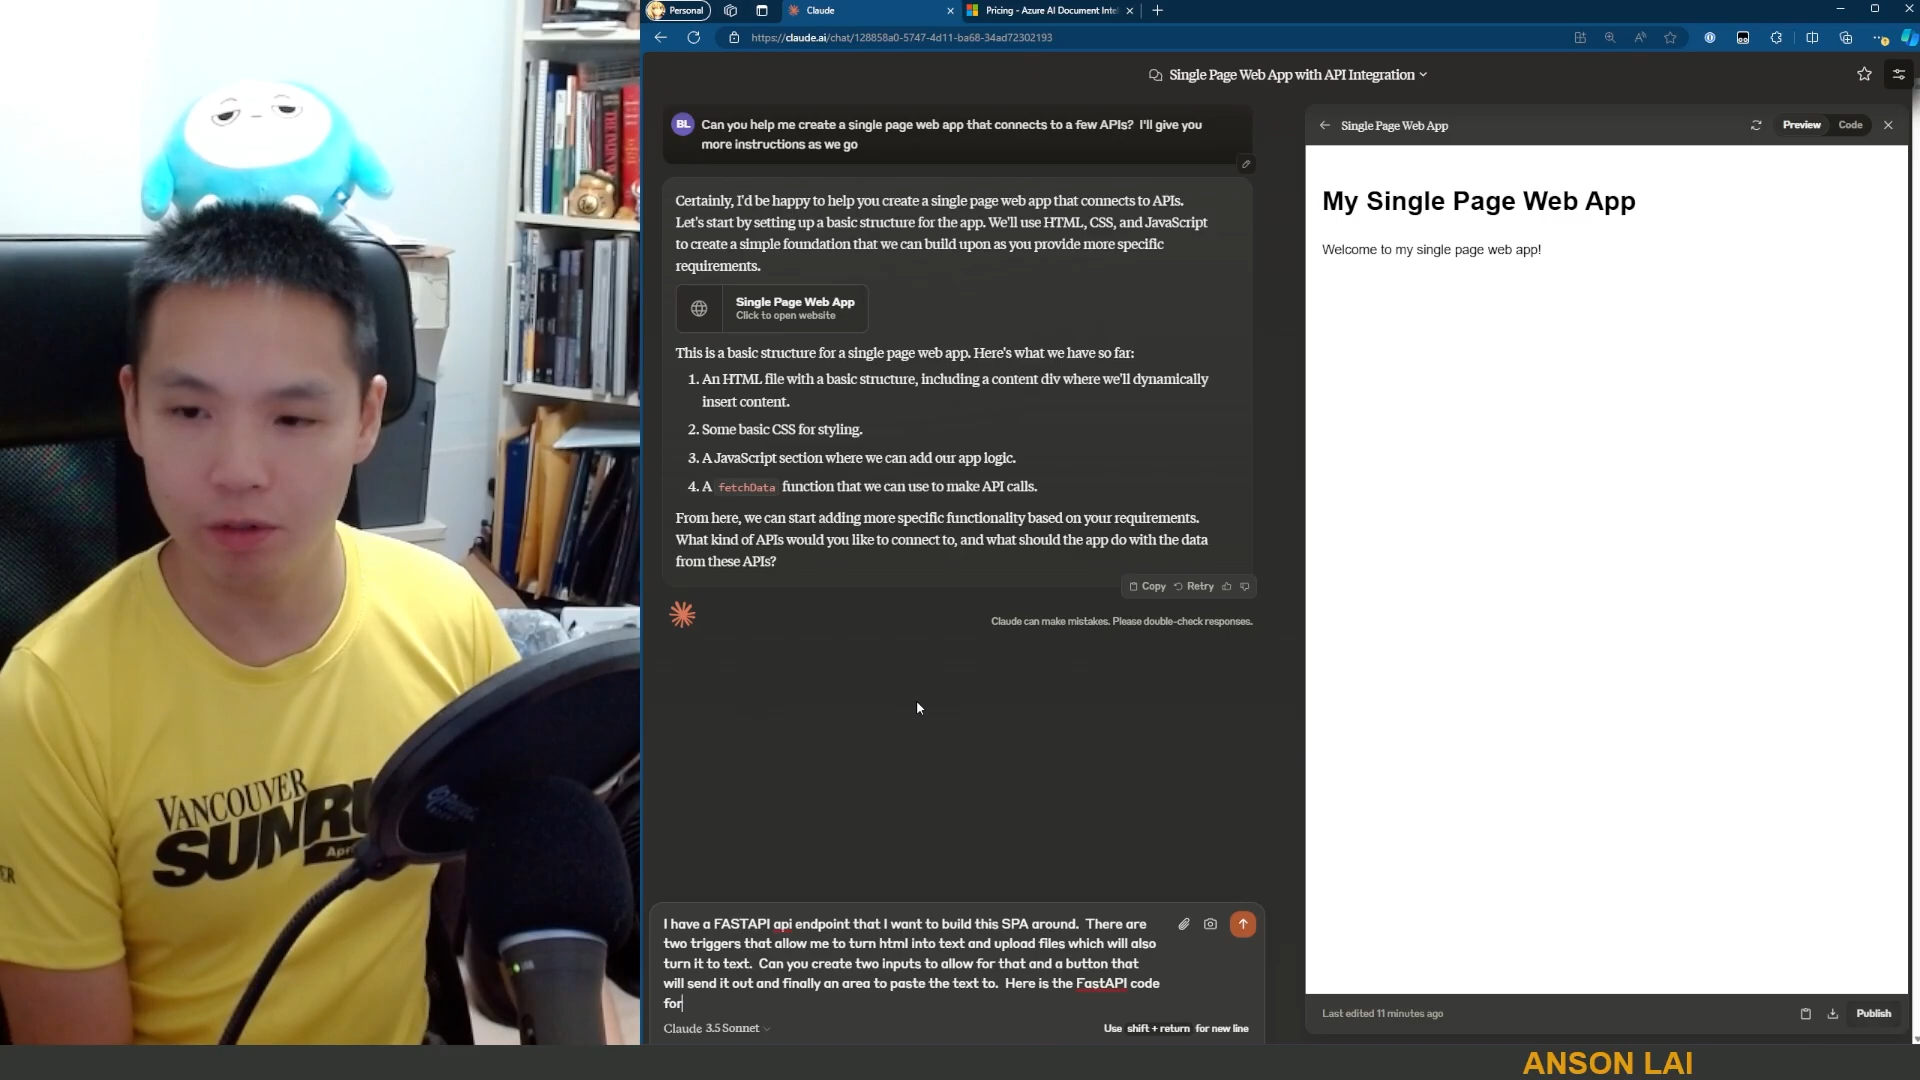 Personal
Claude
Pricing - Azure AI Document Inte
https://claude.ai/chat/128858a0-5747-4d11-ba68-34ad72302193
Single Page Web App with API Integration
BL
Can you help me create a single page web app that connects to a few APIs? I'll give you
more instructions as we go
Certainly, I'd be happy to help you create a single page web app that connects to APIs.
Let's start by setting up a basic structure for the app. We'll use HTML, CSS, and JavaScript
to create a simple foundation that we can build upon as you provide more specific
requirements.
Single Page Web App
Click to open website
This is a basic structure for a single page web app. Here's what we have so far:
1. An HTML file with a basic structure, including a content div where we'll dynamically
insert content.
2. Some basic CSS for styling.
3. A JavaScript section where we can add our app logic.
4. A fetchData function that we can use to make API calls.
From here, we can start adding more specific functionality based on your requirements.
What kind of APIs would you like to connect to, and what should the app do with the data
from these APIs?
Copy Retry
Claude can make mistakes. Please double-check responses.
I have a FASTAPI api endpoint that I want to build this SPA around. There are
two triggers that allow me to turn html into text and upload files which will also
turn it to text. Can you create two inputs to allow for that and a button that
will send it out and finally an area to paste the text to. Here is the FastAPI code
for
Claude 3.5 Sonnet
Use shift + return for new line
Single Page Web App
Preview Code
My Single Page Web App
Welcome to my single page web app!
Last edited 11 minutes ago
Publish
VANCOUVER
SUNRU
Apr
ER
ANSON LAI